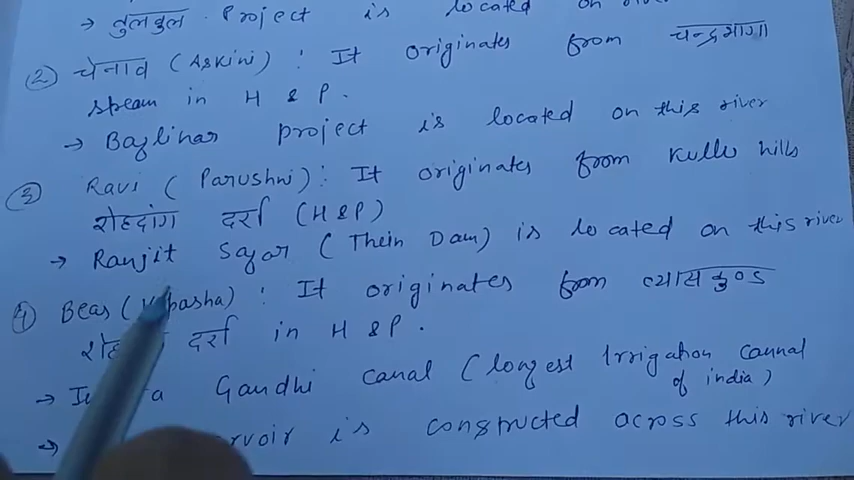 → तुलबुल Project is located on
② चेनाव (Askini) : It originates from चन्द्रभागा
stream in H & P.
→ Baglihar project is located on this river
③ Ravi (Parushni) : It originates from Kullu hills
रोहतांग दर्रा (H & P)
→ Ranjit Sagar (Thein Dam) is located on this river
④ Beas ( : It originates from व्यासकुण्ड
दर्रा in H & P.
→ Gandhi canal (longest Irrigation cannal
of india)
→ is constructed across this river